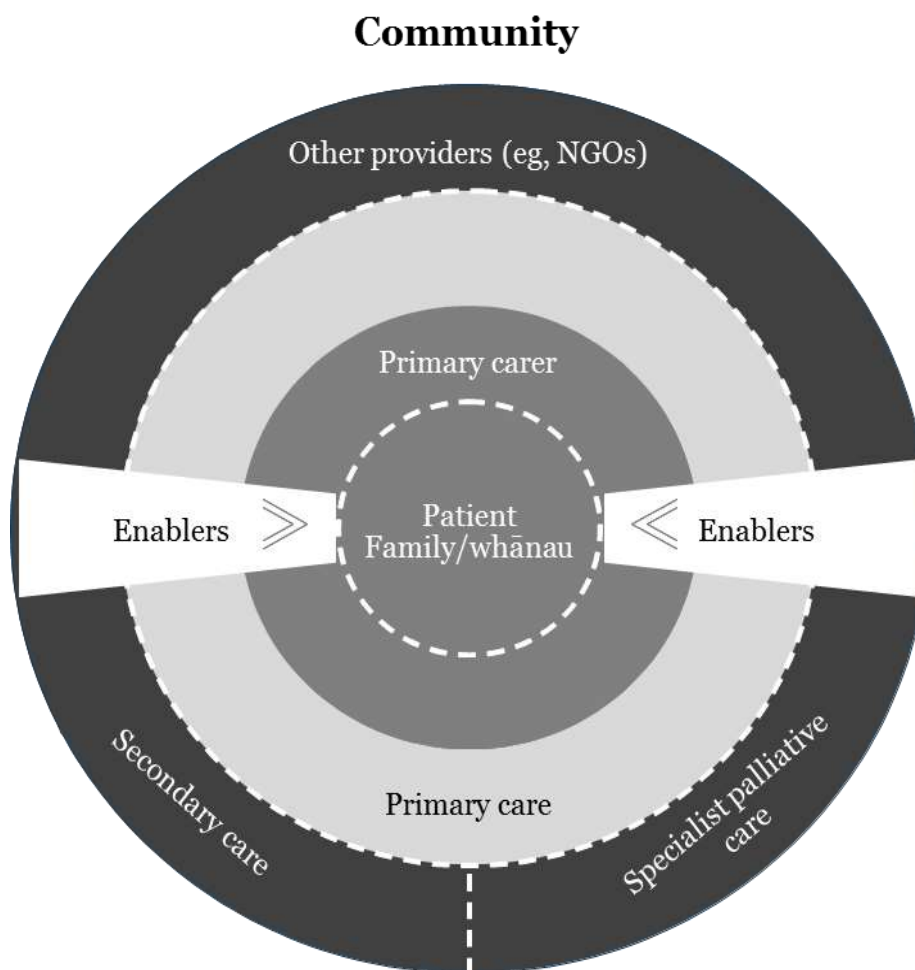 Community
Other providers (eg, NGOs)
Primary carer
Patient
Family/whānau
Enablers
Enablers
Primary care
Secondary care
Specialist palliative
care